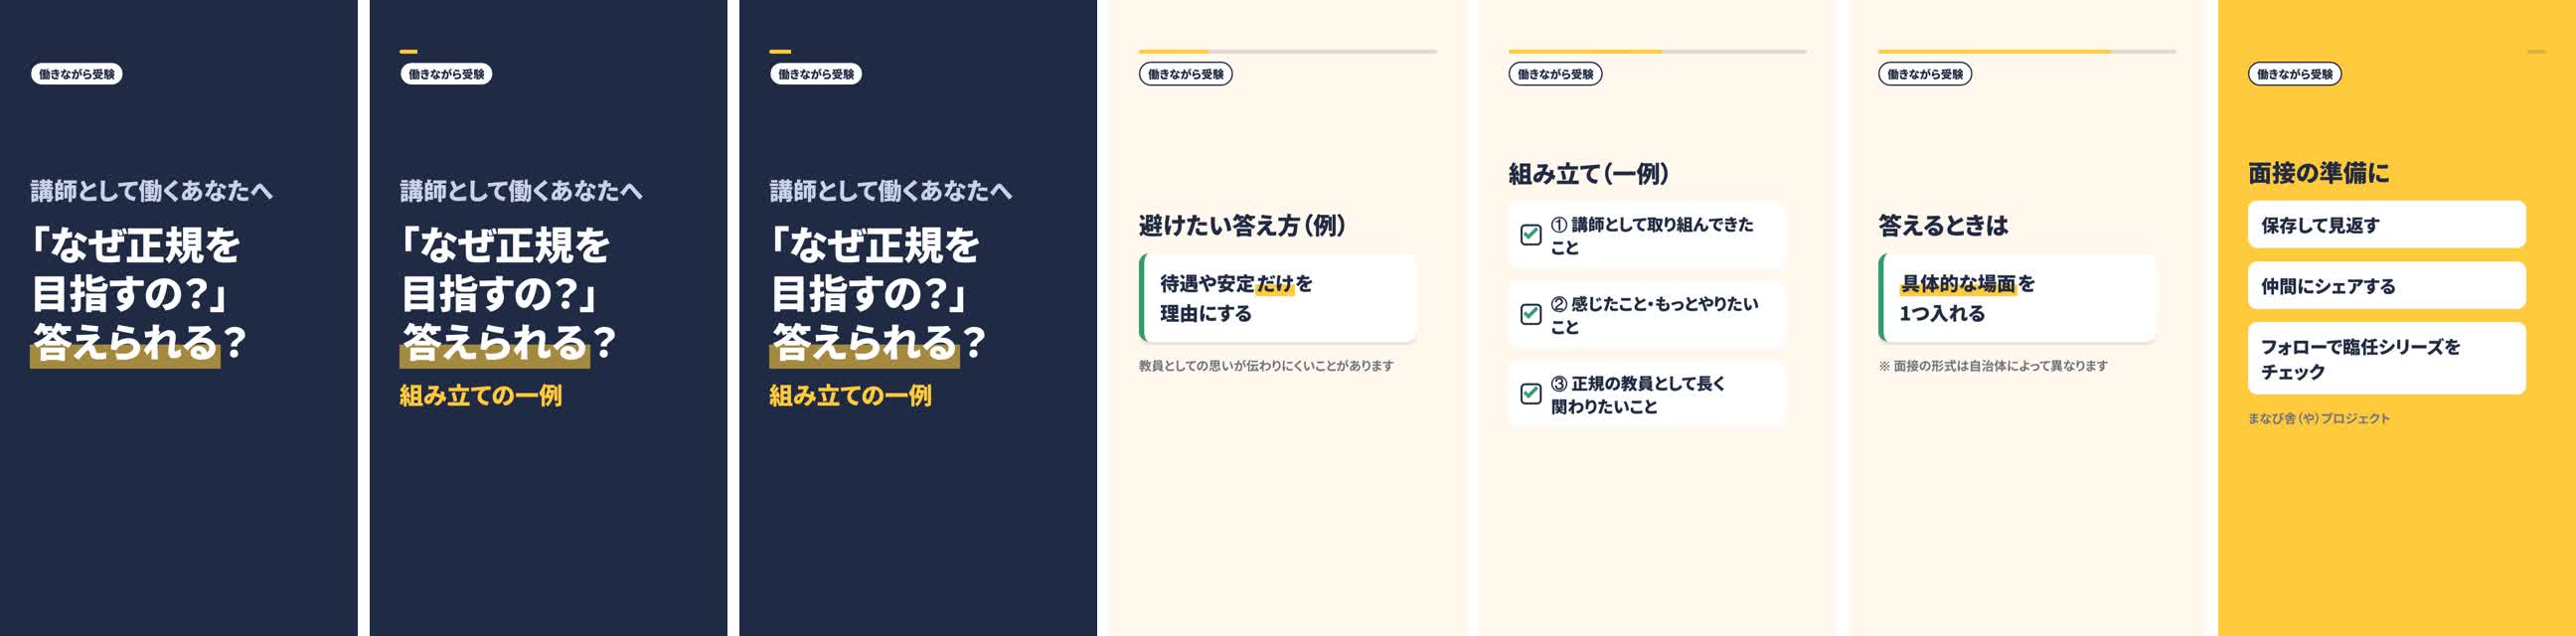 働きながら受験
講師として働くあなたへ
「なぜ正規を
目指すの？」
答えられる？
働きながら受験
講師として働くあなたへ
「なぜ正規を
目指すの？」
答えられる？
組み立ての一例
働きながら受験
講師として働くあなたへ
「なぜ正規を
目指すの？」
答えられる？
組み立ての一例
働きながら受験
避けたい答え方（例）
待遇や安定だけを
理由にする
教員としての思いが伝わりにくいことがあります
働きながら受験
組み立て（一例）
① 講師として取り組んできた
こと
② 感じたこと・もっとやりたい
こと
③ 正規の教員として長く
関わりたいこと
働きながら受験
答えるときは
具体的な場面を
1つ入れる
※ 面接の形式は自治体によって異なります
働きながら受験
面接の準備に
保存して見返す
仲間にシェアする
フォローで臨任シリーズを
チェック
まなび舎（や）プロジェクト